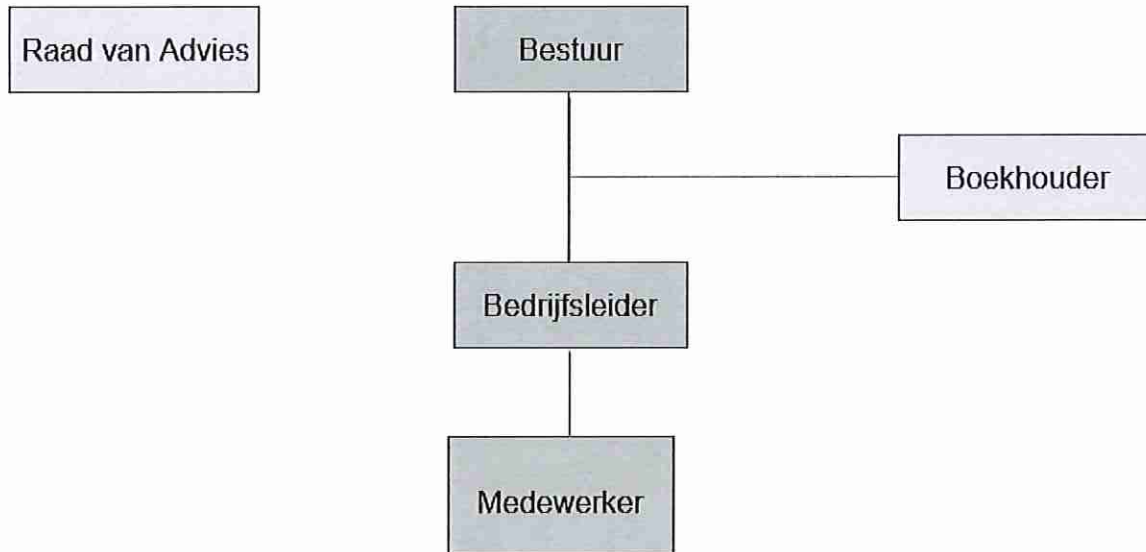 Raad van Advies
Bestuur
Boekhouder
Bedrijfsleider
Medewerker